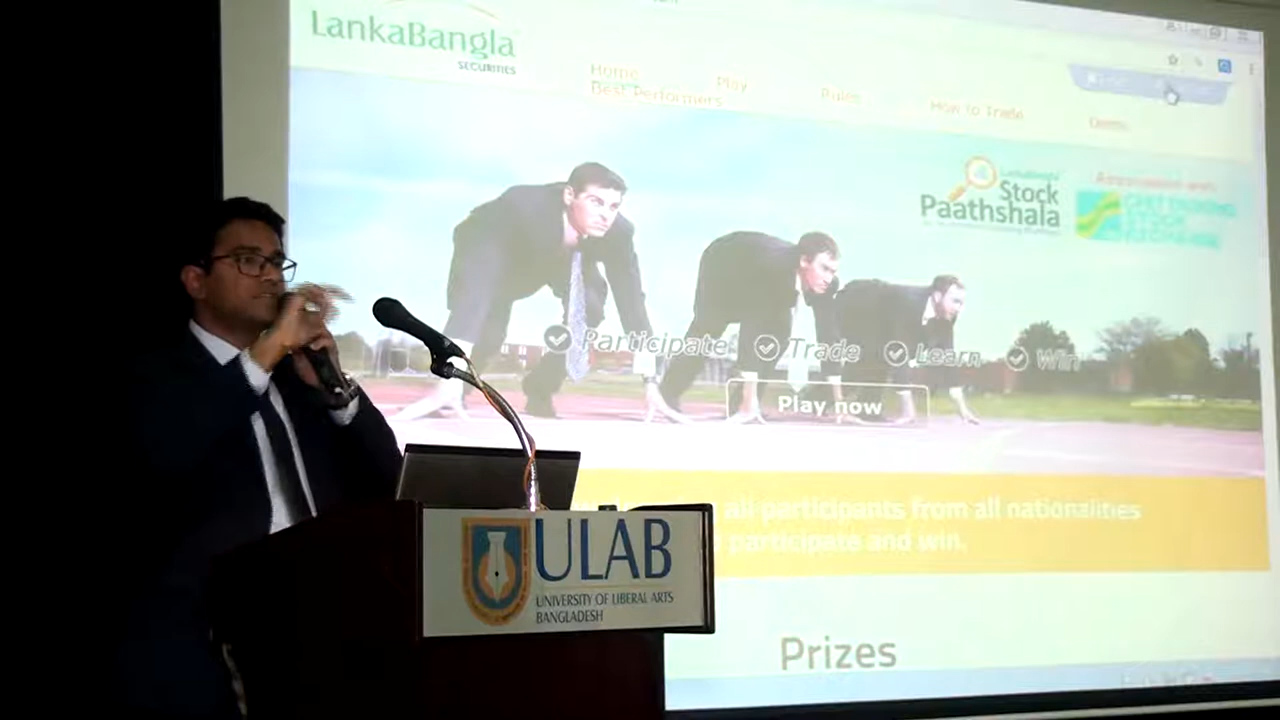 LankaBangla
SECURITIES
Home Play Rules How to Trade
Best Performers
LankaBangla
Stock
Paathshala
Participate Trade Learn Win
Play now
all participants from all nationalities
participate and win.
Prizes
ULAB
UNIVERSITY OF LIBERAL ARTS
BANGLADESH